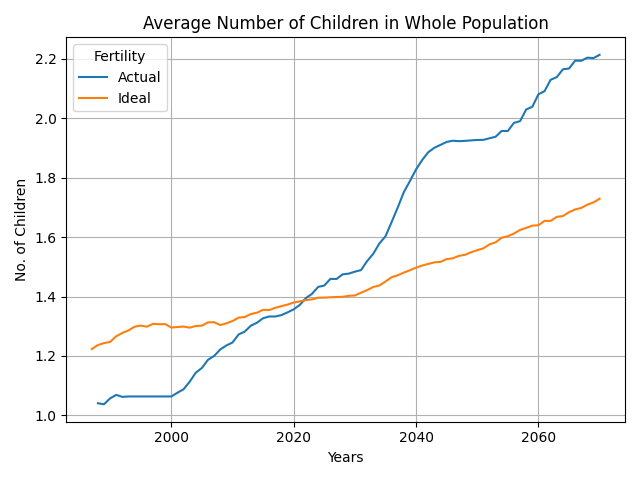 Average Number of Children in Whole Population
Fertility
Actual
Ideal
No. of Children
2.2
2.0
1.8
1.6
1.4
1.2
1.0
2000 2020 2040 2060
Years